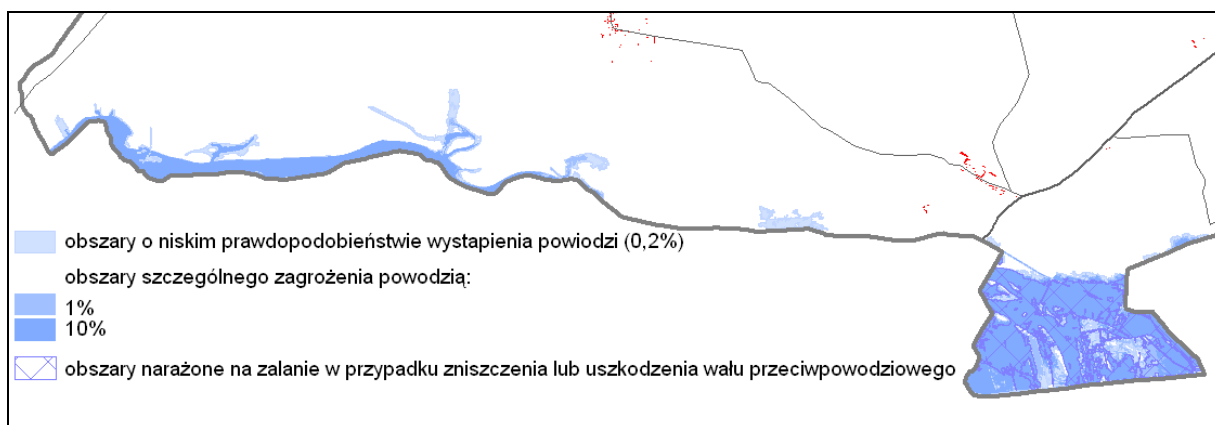 obszary o niskim prawdopodobieństwie wystapienia powiodzi (0,2%)
obszary szczególnego zagrożenia powodzią:
1%
10%
obszary narażone na zalanie w przypadku zniszczenia lub uszkodzenia wału przeciwpowodziowego